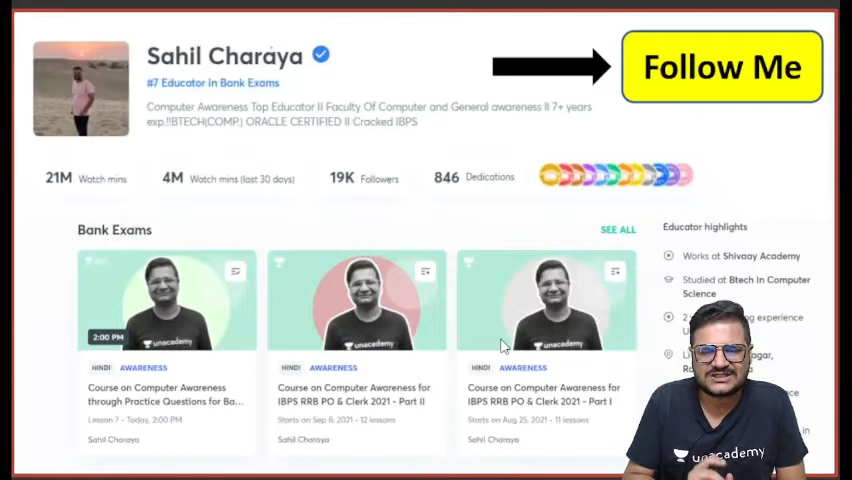 Sahil Charaya
Follow Me
#7 Educator in Bank Exams
Computer Awareness Top Educator II Faculty Of Computer and General awareness II 7+ years
exp.!!BTECH(COMP.) ORACLE CERTIFIED II Cracked IBPS
21M Watch mins
4M Watch mins (last 30 days)
19K Followers
846 Dedications
Bank Exams
SEE ALL
Educator highlights
Works at Shivaay Academy
Studied at Btech In Computer
Science
unacademy
unacademy
unacademy
2:00 PM
HINDI AWARENESS
HINDI AWARENESS
HINDI AWARENESS
Course on Computer Awareness
through Practice Questions for Ba...
Course on Computer Awareness for
IBPS RRB PO & Clerk 2021 - Part II
Course on Computer Awareness for
IBPS RRB PO & Clerk 2021 - Part I
Lesson 7 - Today, 2:00 PM
Starts on Sep 8, 2021 - 12 lessons
Starts on Aug 25, 2021 - 11 lessons
Sahil Charaya
Sahil Charaya
Sahil Charaya
unacademy